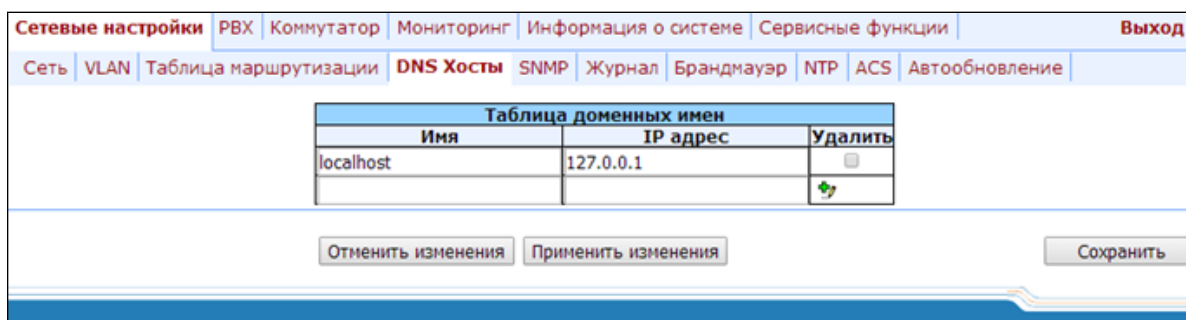 Сетевые настройки PBX Коммутатор Мониторинг Информация о системе Сервисные функции Выход
Сеть VLAN Таблица маршрутизации DNS Хосты SNMP Журнал Брандмауэр NTP ACS Автообновление
Таблица доменных имен
Имя IP адрес Удалить
localhost 127.0.0.1
Отменить изменения Применить изменения Сохранить